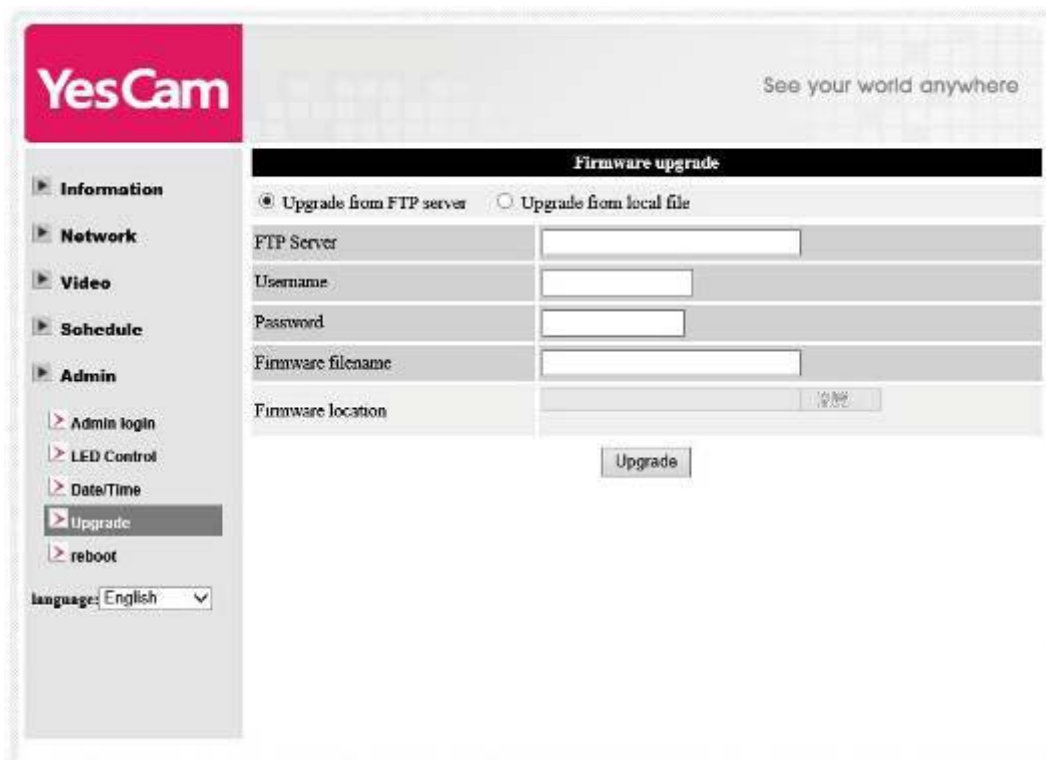 YesCam
See your world anywhere
Information
Network
Video
Schedule
Admin
Admin login
LED Control
Date/Time
Upgrade
reboot
language: English
Firmware upgrade
Upgrade from FTP server Upgrade from local file
FTP Server
Username
Password
Firmware filename
Firmware location
Upgrade